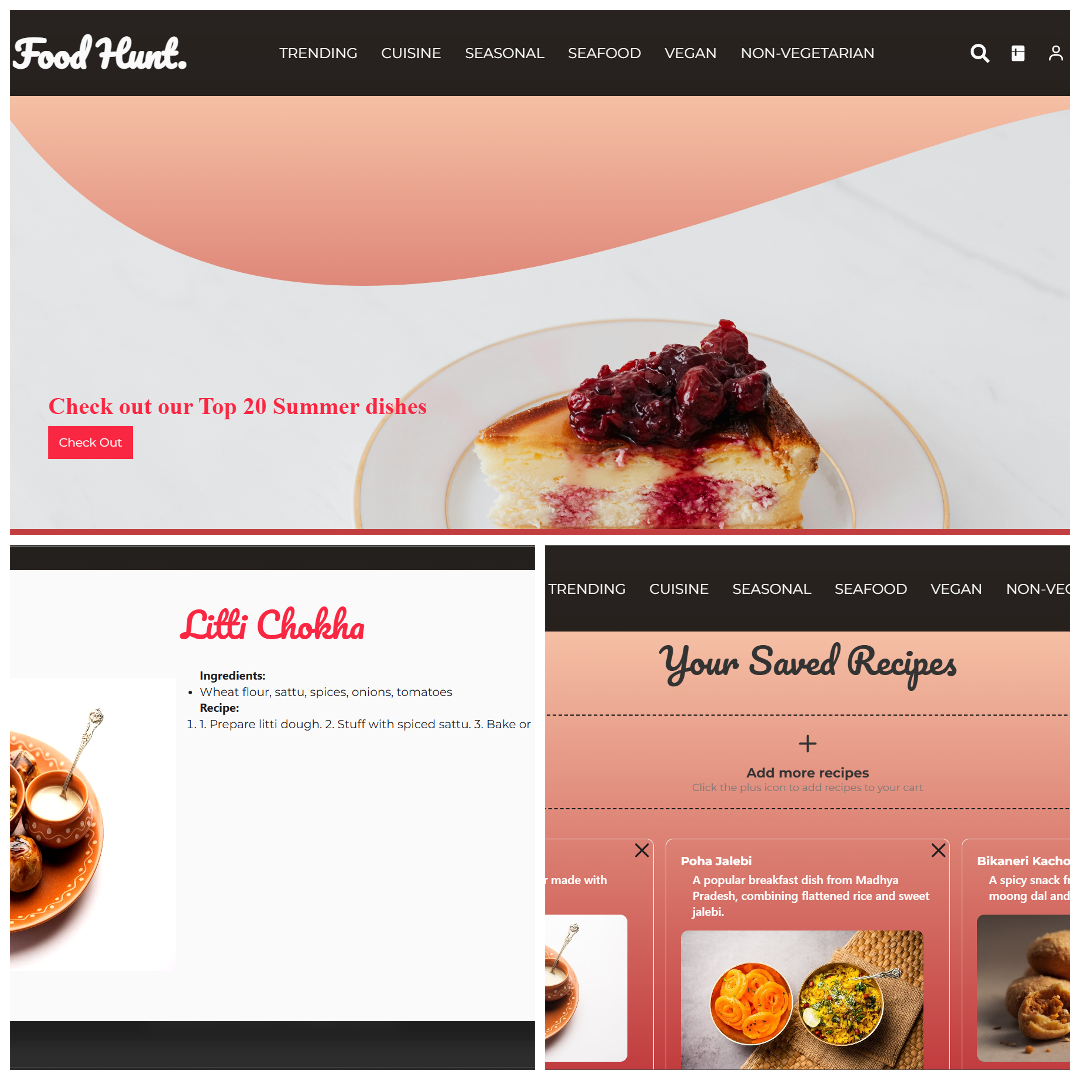 Food Hunt.
TRENDING CUISINE SEASONAL SEAFOOD VEGAN NON-VEGETARIAN
Check out our Top 20 Summer dishes
Check Out
Litti Chokha
Ingredients:
• Wheat flour, sattu, spices, onions, tomatoes
Recipe:
1. 1. Prepare litti dough. 2. Stuff with spiced sattu. 3. Bake or
TRENDING CUISINE SEASONAL SEAFOOD VEGAN NON-VEG
Your Saved Recipes
Add more recipes
Click the plus icon to add recipes to your cart
made with
Poha Jalebi
A popular breakfast dish from Madhya
Pradesh, combining flattened rice and sweet
jalebi.
Bikaneri Kacho
A spicy snack
moong dal and